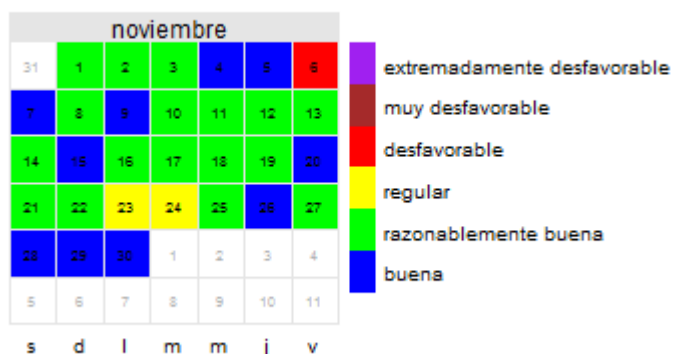 noviembre
31 1 2 3 4 5 6
7 8 9 10 11 12 13
14 15 16 17 18 19 20
21 22 23 24 25 26 27
28 29 30 1 2 3 4
5 6 7 8 9 10 11
s d l m m j v
extremadamente desfavorable
muy desfavorable
desfavorable
regular
razonablemente buena
buena